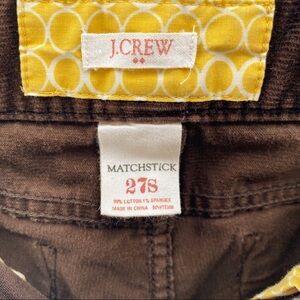 J.CREW
MATCHSTICK
27S
99% COTTON 1% SPANDEX
MADE IN CHINA